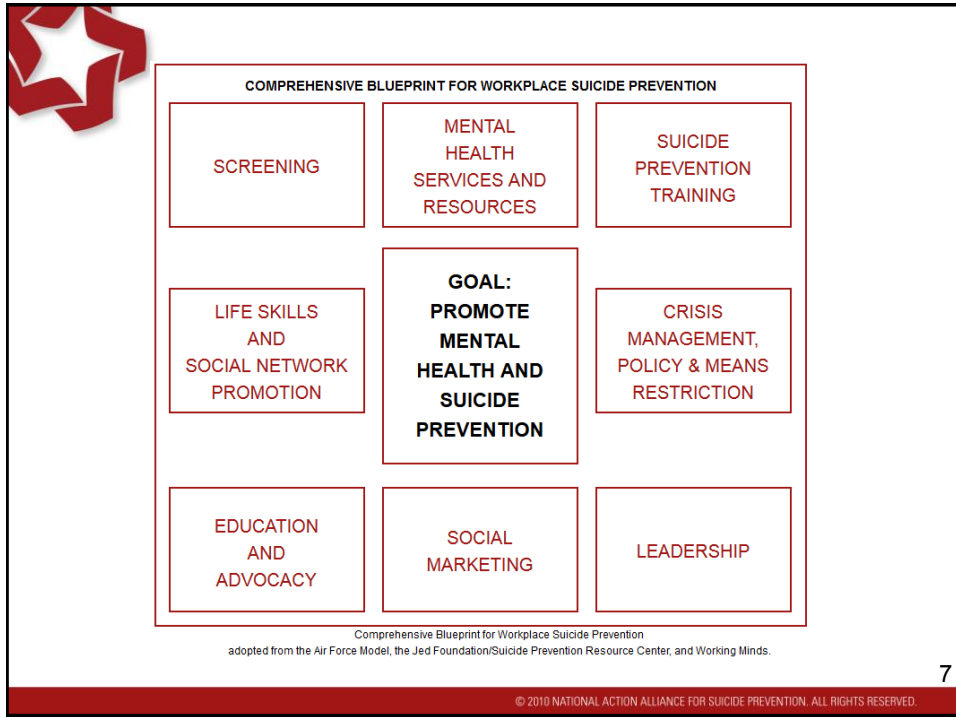 COMPREHENSIVE BLUEPRINT FOR WORKPLACE SUICIDE PREVENTION
SCREENING
MENTAL
HEALTH
SERVICES AND
RESOURCES
SUICIDE
PREVENTION
TRAINING
LIFE SKILLS
AND
SOCIAL NETWORK
PROMOTION
GOAL:
PROMOTE
MENTAL
HEALTH AND
SUICIDE
PREVENTION
CRISIS
MANAGEMENT,
POLICY & MEANS
RESTRICTION
EDUCATION
AND
ADVOCACY
SOCIAL
MARKETING
LEADERSHIP
Comprehensive Blueprint for Workplace Suicide Prevention
adopted from the Air Force Model, the Jed Foundation/Suicide Prevention Resource Center, and Working Minds.
7
© 2010 NATIONAL ACTION ALLIANCE FOR SUICIDE PREVENTION. ALL RIGHTS RESERVED.